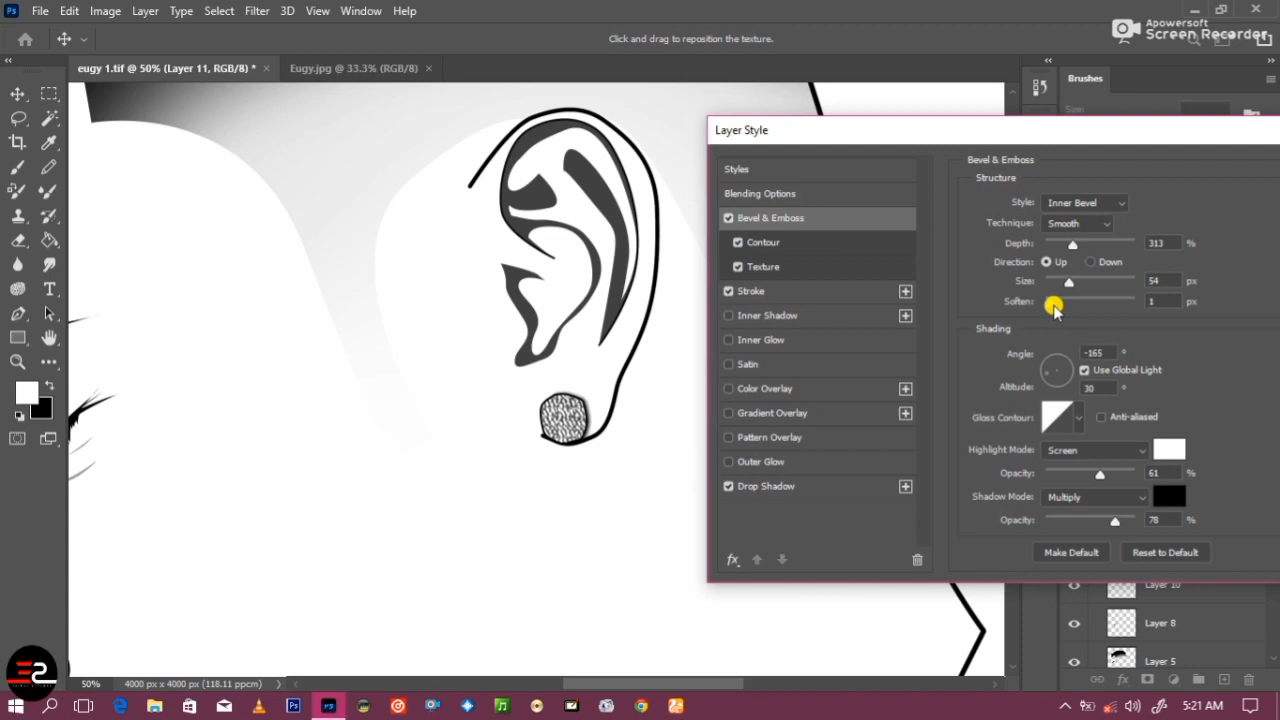 Ps File Edit Image Layer Type Select Filter 3D View Window Help
Apowersoft
Screen Recorder
Click and drag to reposition the texture.
eugy 1.tif @ 50% (Layer 11, RGB/8) * ×
Eugy.jpg @ 33.3% (RGB/8) ×
Brushes
Size:
Layer Style
Styles
Blending Options
Bevel & Emboss
Contour
Texture
Stroke
Inner Shadow
Inner Glow
Satin
Color Overlay
Gradient Overlay
Pattern Overlay
Outer Glow
Drop Shadow
fx
Bevel & Emboss
Structure
Style: Inner Bevel
Technique: Smooth
Depth: 313 %
Direction: Up Down
Size: 54 px
Soften: 1 px
Shading
Angle: -165 °
Use Global Light
Altitude: 30 °
Gloss Contour: Anti-aliased
Highlight Mode: Screen
Opacity: 61 %
Shadow Mode: Multiply
Opacity: 78 %
Make Default Reset to Default
Layer 10
Layer 8
Layer 5
fx
50% 4000 px x 4000 px (118.11 ppcm)
5:21 AM